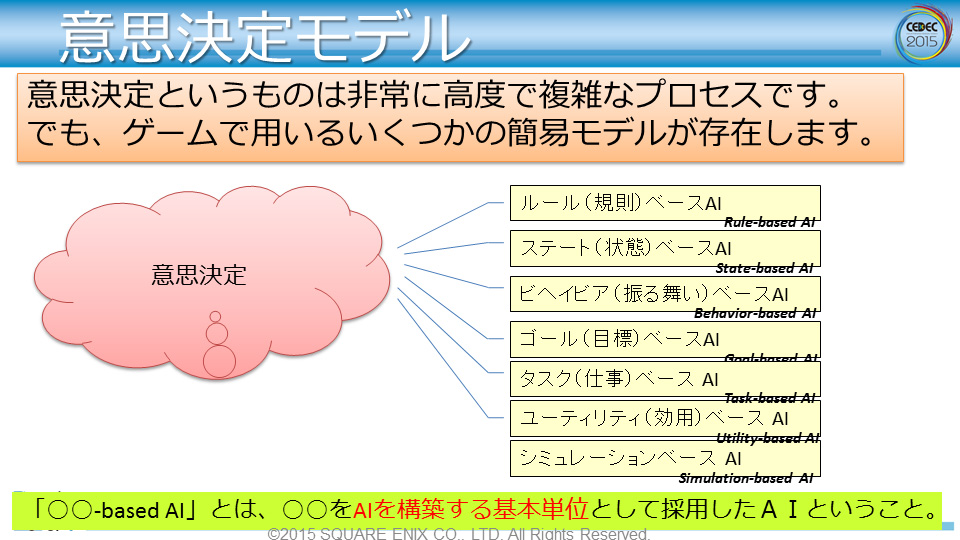 意思決定モデル
CEDEC
2015
意思決定というものは非常に高度で複雑なプロセスです。
でも、ゲームで用いるいくつかの簡易モデルが存在します。
意思決定
ルール（規則）ベースAI
Rule-based AI
ステート（状態）ベースAI
State-based AI
ビヘイビア（振る舞い）ベースAI
Behavior-based AI
ゴール（目標）ベースAI
Goal-based AI
タスク（仕事）ベース AI
Task-based AI
ユーティリティ（効用）ベース AI
Utility-based AI
シミュレーションベース AI
Simulation-based AI
「○○-based AI」とは、○○をAIを構築する基本単位として採用したＡＩということ。
©2015 SQUARE ENIX CO., LTD. All Rights Reserved.